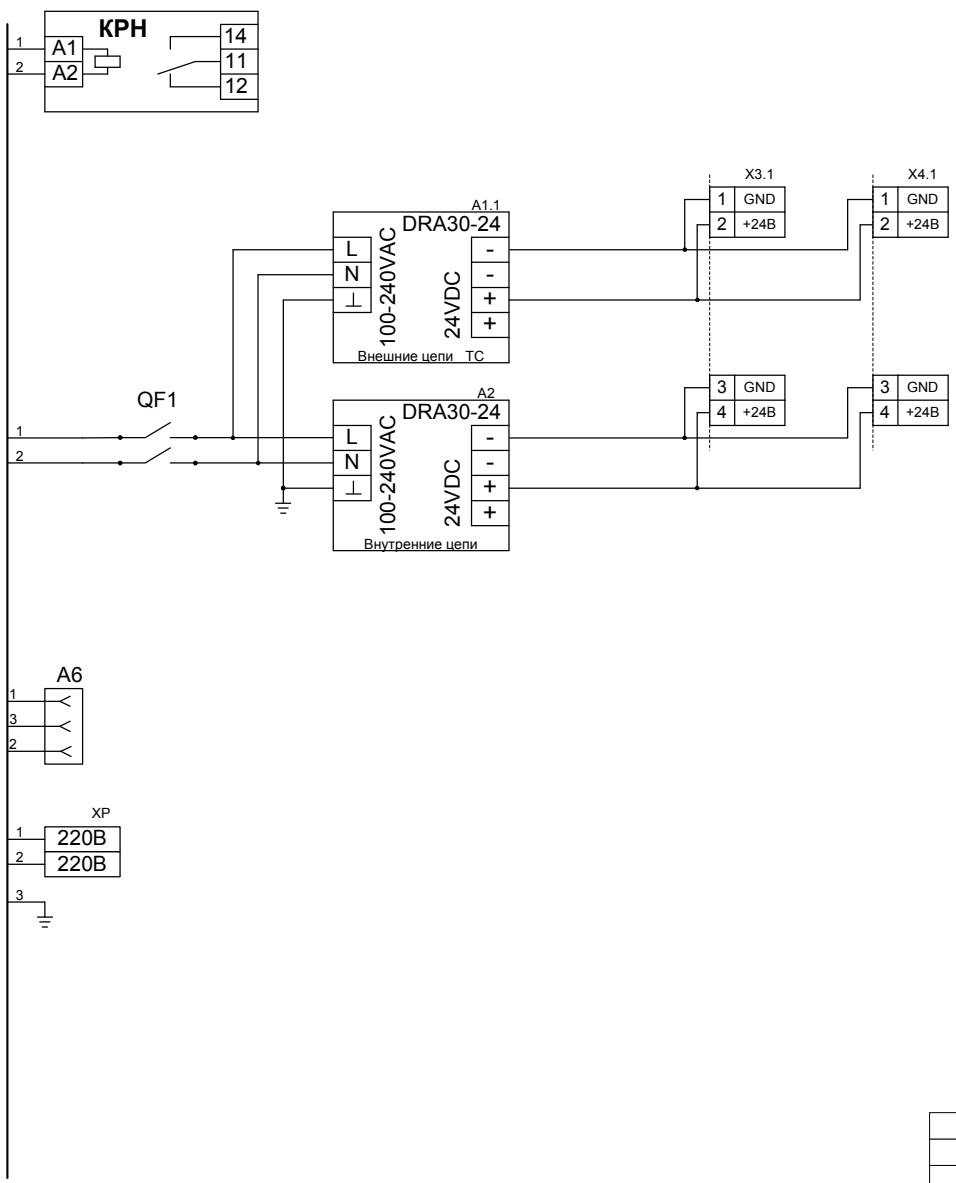 КРН
1 A1 14
2 A2 11
12
X3.1 X4.1
1 GND 1 GND
2 +24В 2 +24В
A1.1
DRA30-24
L -
N -
⊥ +
+
100-240VAC
24VDC
Внешние цепи ТС
3 GND 3 GND
4 +24В 4 +24В
QF1
1
2
A2
DRA30-24
L -
N -
⊥ +
+
100-240VAC
24VDC
Внутренние цепи
A6
1
3
2
XP
1 220В
2 220В
3